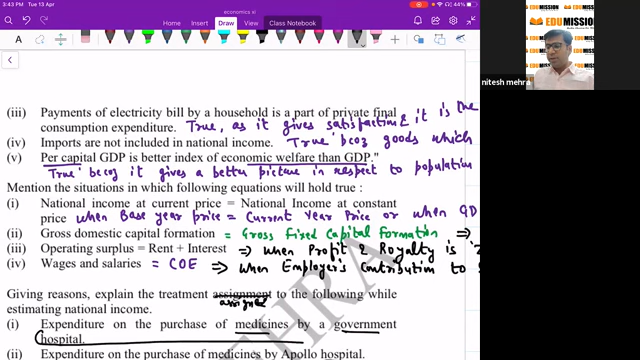 3:43 PM Tue 13 Apr
economics xi
44%
Home Insert Draw View Class Notebook
EDUMISSION
EDUMISSION
nitesh mehra
(iii) Payments of electricity bill by a household is a part of private final
consumption expenditure. True, as it gives satisfaction & it is the
(iv) Imports are not included in national income. True becoz goods which
(v) Per capital GDP is better index of economic welfare than GDP."
True becoz it gives a better picture in respect to population
Mention the situations in which following equations will hold true :
(i) National income at current price = National Income at constant
price when Base year price = Current Year Price or when GD
(ii) Gross domestic capital formation = Gross Fixed Capital Formation ⇒
(iii) Operating surplus = Rent + Interest ⇒ when Profit & Royalty is
(iv) Wages and salaries = COE ⇒ when Employer's Contribution to
Giving reasons, explain the treatment assignment to the following while
assigned
estimating national income.
(i) Expenditure on the purchase of medicines by a government
hospital.
(ii) Expenditure on the purchase of medicines by Apollo hospital.